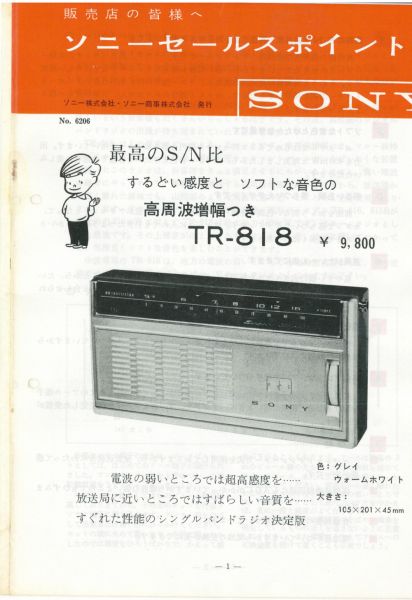 販売店の皆様へ
ソニーセールスポイント
ソニー株式会社・ソニー商事株式会社 発行
SONY
No. 6206
最高のS/N比
するどい感度と ソフトな音色の
高周波増幅つき
TR-818 ¥ 9,800
SONY
電波の弱いところでは超高感度を……
放送局に近いところではすばらしい音質を……
すぐれた性能のシングルバンドラジオ決定版
色：グレイ
ウォームホワイト
大きさ：
105×201×45mm
— 1 —